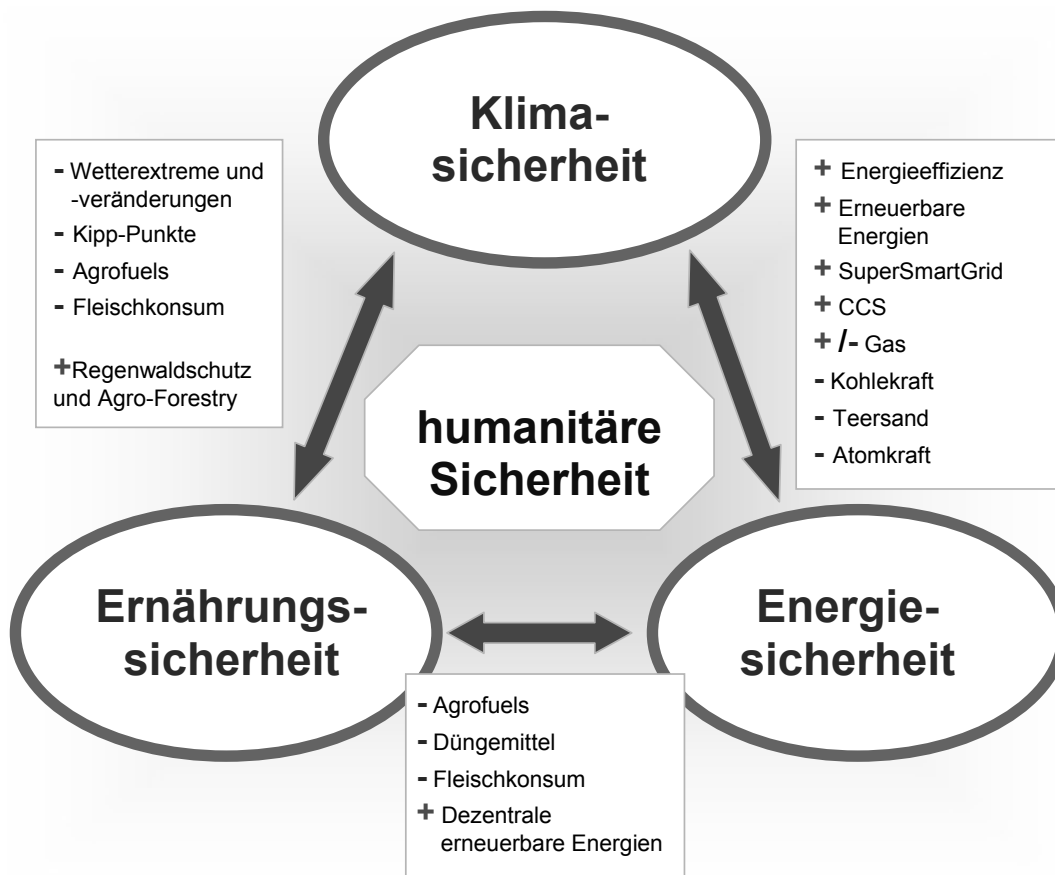 Klima-
sicherheit
- Wetterextreme und
-veränderungen
- Kipp-Punkte
- Agrofuels
- Fleischkonsum
+Regenwaldschutz
und Agro-Forestry
+ Energieeffizienz
+ Erneuerbare
Energien
+ SuperSmartGrid
+ CCS
+ /- Gas
- Kohlekraft
- Teersand
- Atomkraft
humanitäre
Sicherheit
Ernährungs-
sicherheit
Energie-
sicherheit
- Agrofuels
- Düngemittel
- Fleischkonsum
+ Dezentrale
erneuerbare Energien